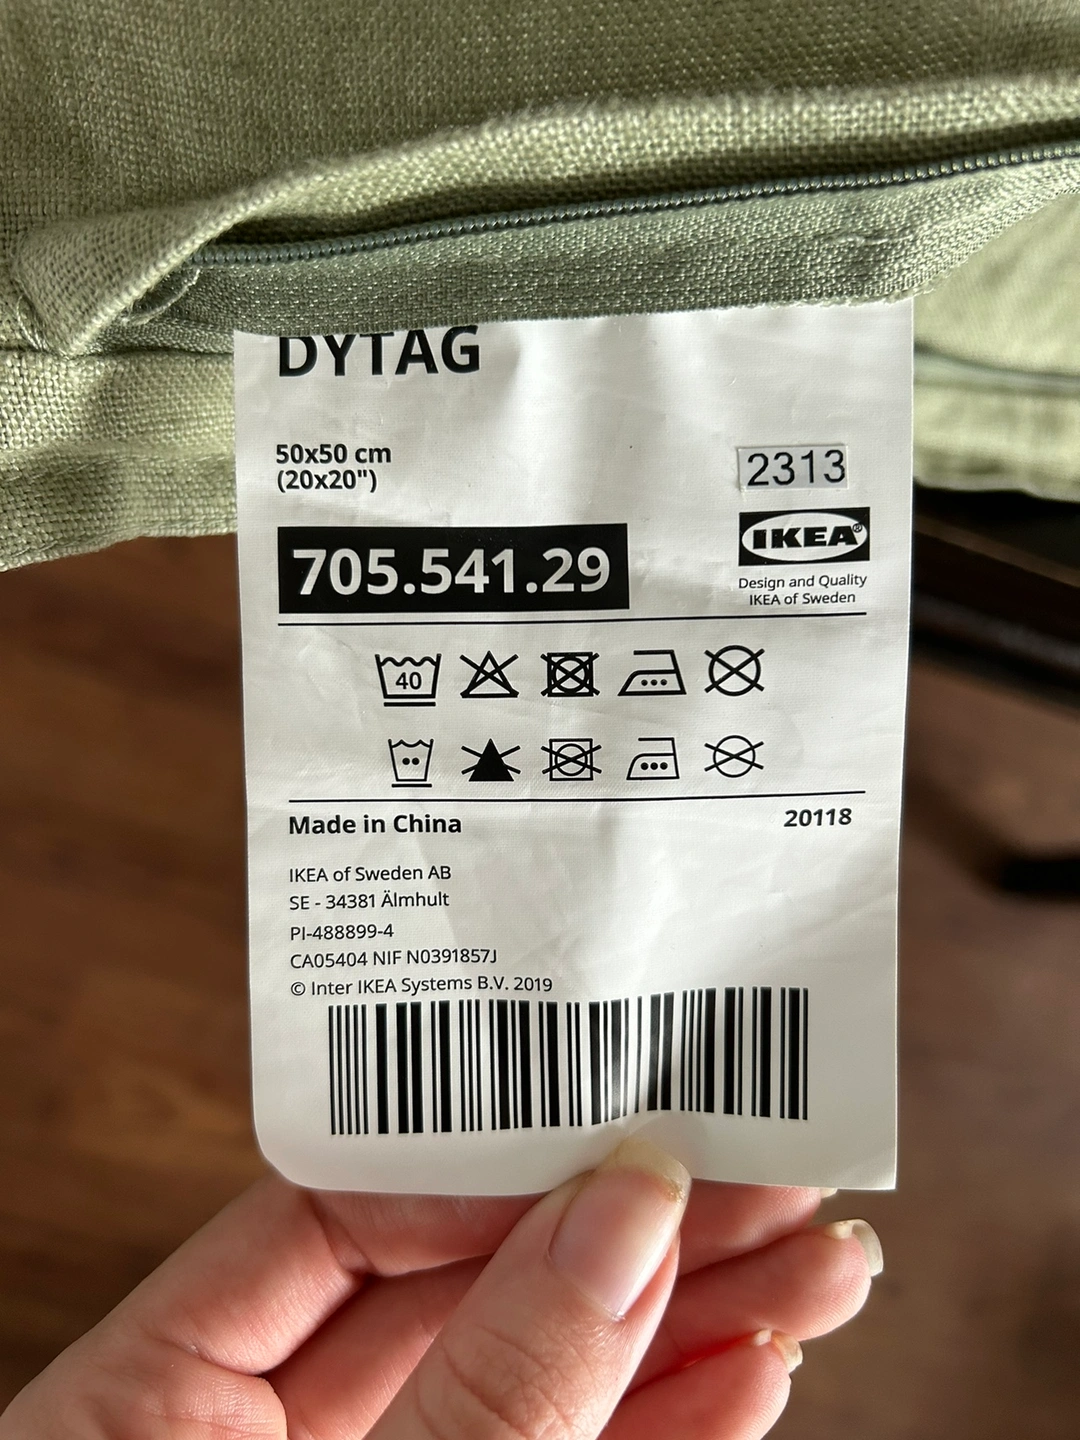 DYTAG
50x50 cm
(20x20")
2313
705.541.29
IKEA®
Design and Quality
IKEA of Sweden
40
Made in China
20118
IKEA of Sweden AB
SE - 34381 Älmhult
PI-488899-4
CA05404 NIF N0391857J
© Inter IKEA Systems B.V. 2019